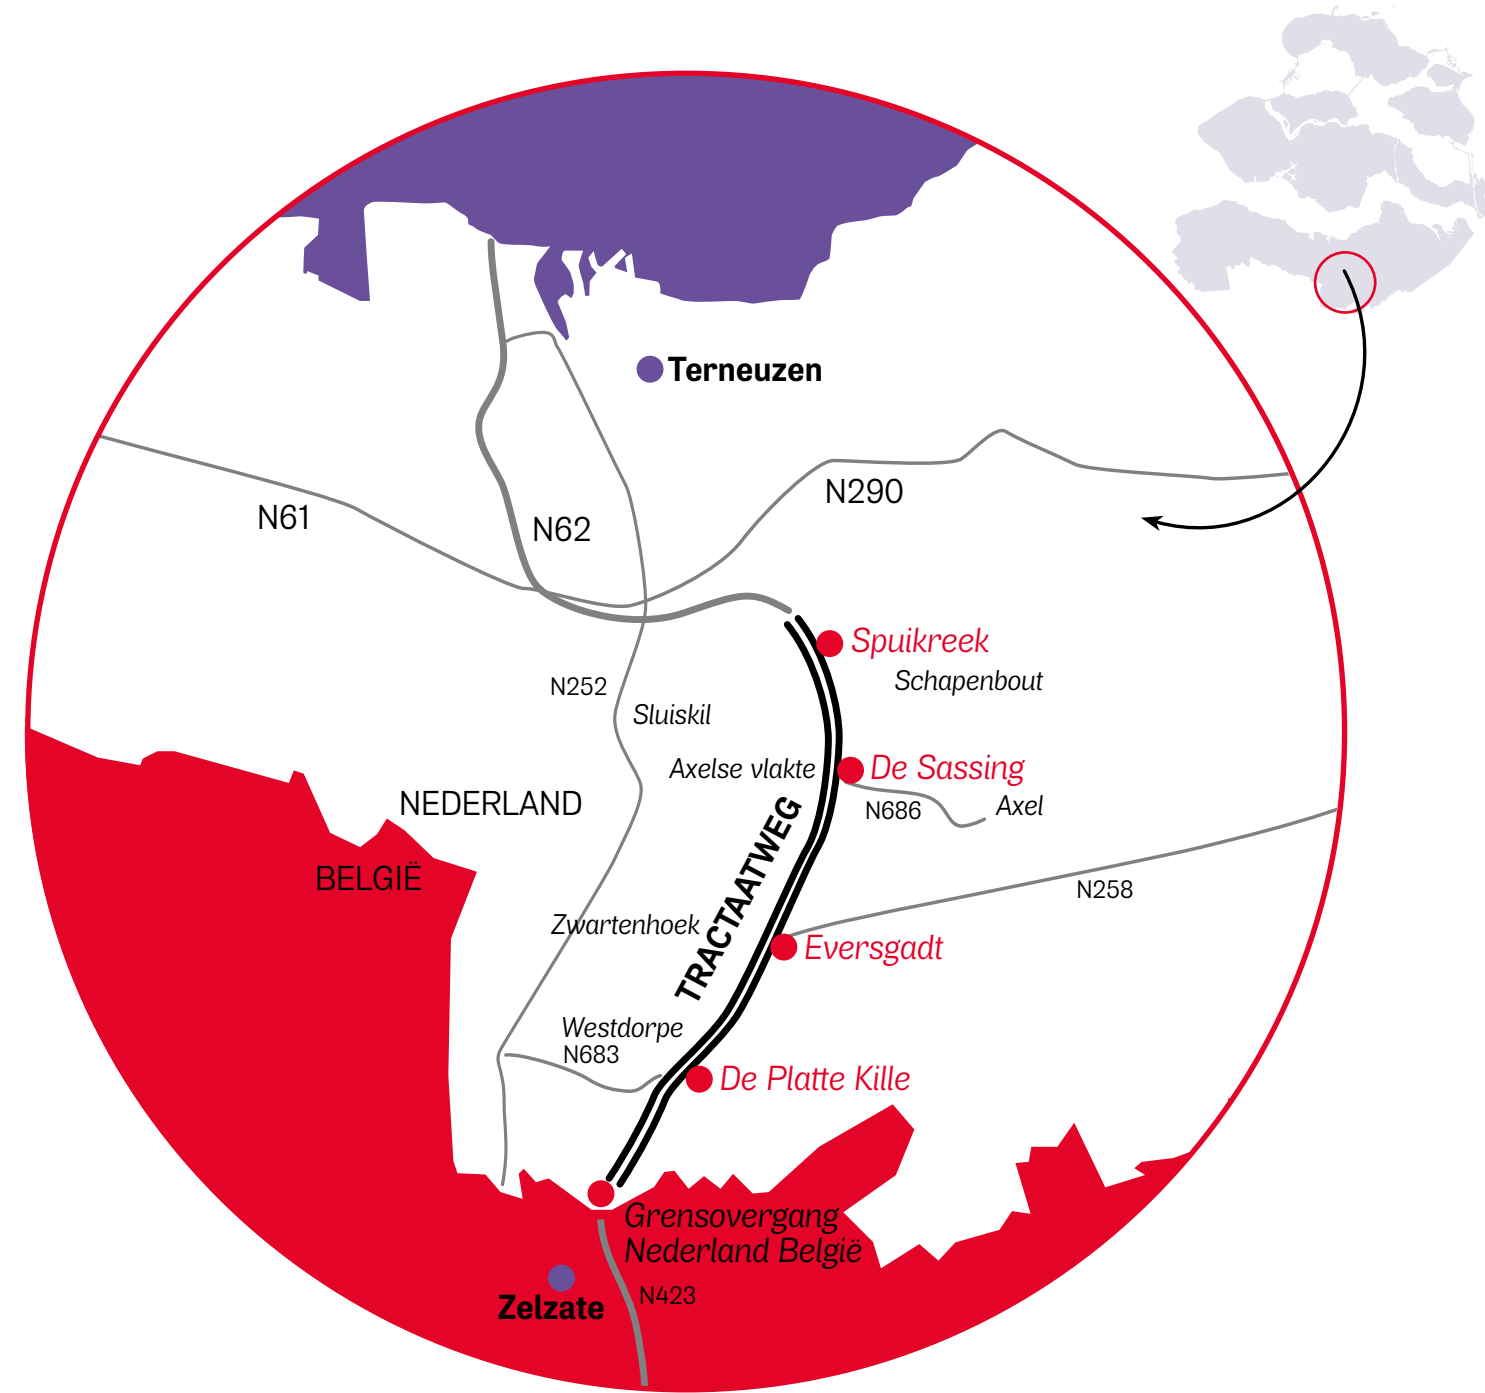 Terneuzen
N290
N61
N62
Spuikreek
Schapenbout
N252
Sluiskil
Axelse vlakte
De Sassing
NEDERLAND
N686
Axel
BELGIË
N258
TRACTAATWEG
Zwartenhoek
Eversgadt
Westdorpe
N683
De Platte Kille
Grensovergang
Nederland België
N423
Zelzate